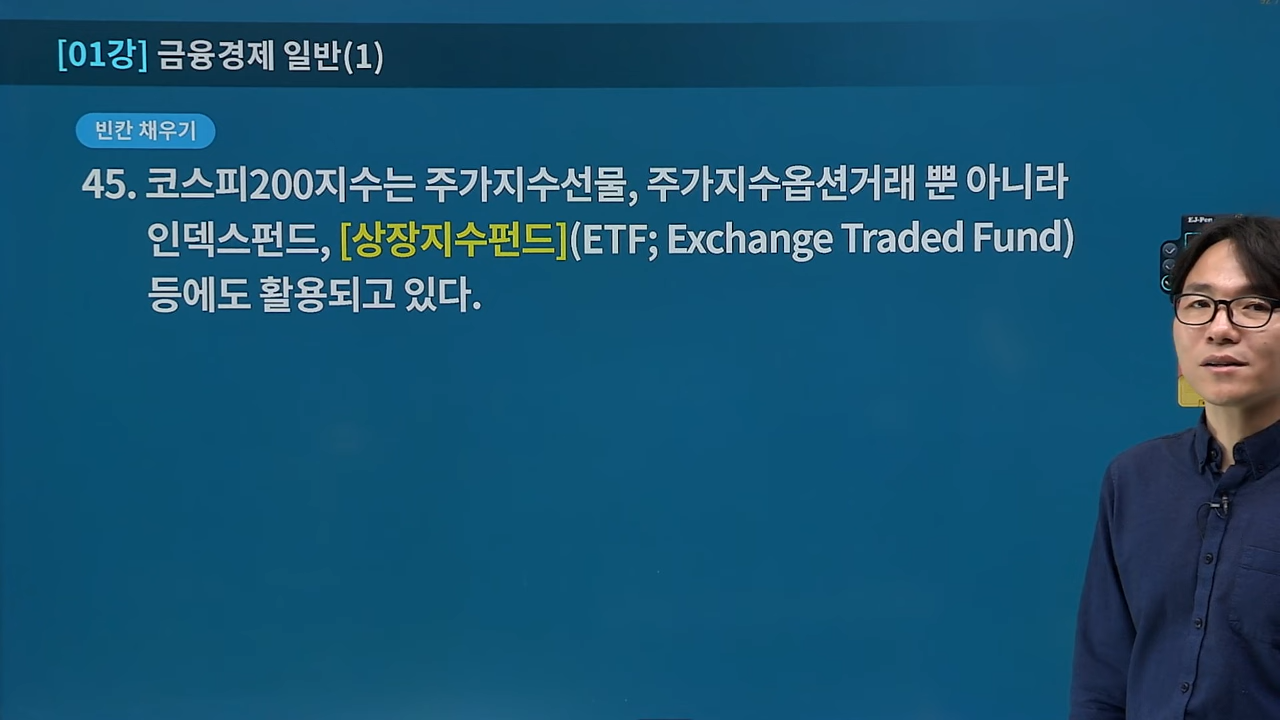 [01강] 금융경제 일반(1)
빈칸 채우기
45. 코스피200지수는 주가지수선물, 주가지수옵션거래 뿐 아니라
인덱스펀드, [상장지수펀드](ETF; Exchange Traded Fund)
등에도 활용되고 있다.
EJ-Pen